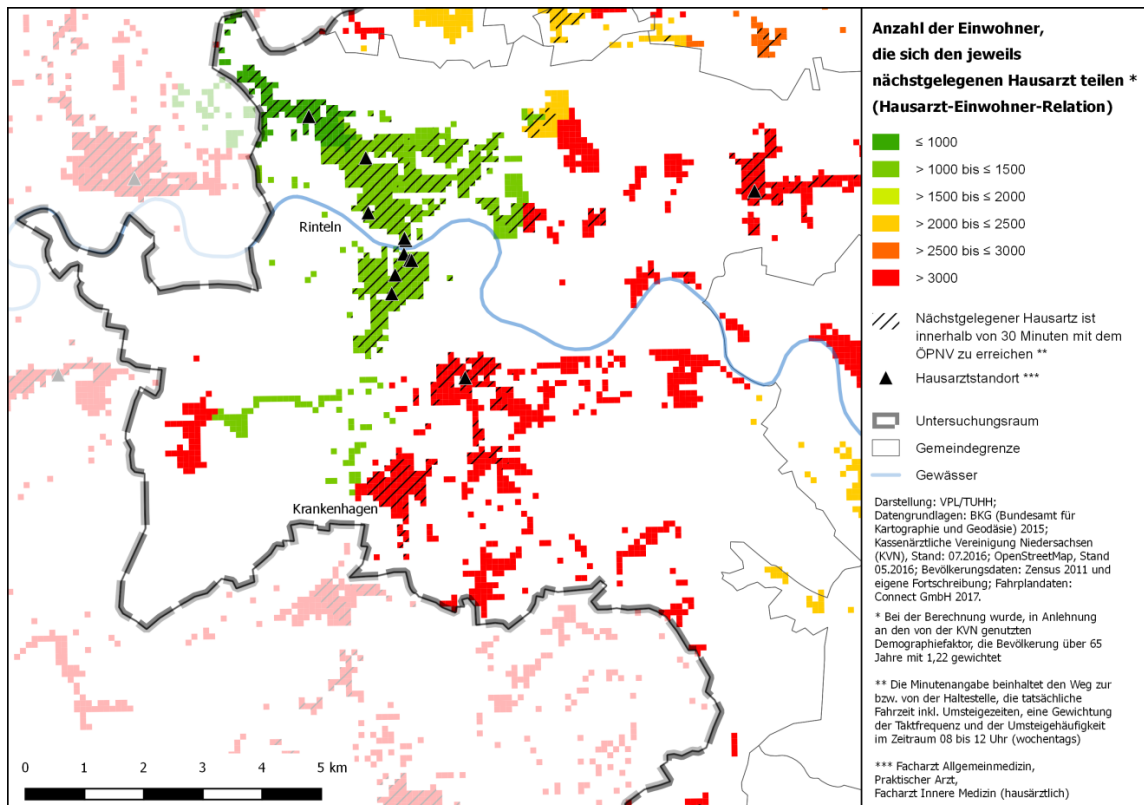 Anzahl der Einwohner,
die sich den jeweils
nächstgelegenen Hausarzt teilen *
(Hausarzt-Einwohner-Relation)
≤ 1000
> 1000 bis ≤ 1500
> 1500 bis ≤ 2000
> 2000 bis ≤ 2500
> 2500 bis ≤ 3000
> 3000
Nächstgelegener Hausartz ist
innerhalb von 30 Minuten mit dem
ÖPNV zu erreichen **
Hausarztstandort ***
Untersuchungsraum
Gemeindegrenze
Gewässer
Darstellung: VPL/TUHH;
Datengrundlagen: BKG (Bundesamt für
Kartographie und Geodäsie) 2015;
Kassenärztliche Vereinigung Niedersachsen
(KVN), Stand: 07.2016; OpenStreetMap, Stand
05.2016; Bevölkerungsdaten: Zensus 2011 und
eigene Fortschreibung; Fahrplandaten:
Connect GmbH 2017.
* Bei der Berechnung wurde, in Anlehnung
an den von der KVN genutzten
Demographiefaktor, die Bevölkerung über 65
Jahre mit 1,22 gewichtet
** Die Minutenangabe beinhaltet den Weg zur
bzw. von der Haltestelle, die tatsächliche
Fahrzeit inkl. Umsteigezeiten, eine Gewichtung
der Taktfrequenz und der Umsteigehäufigkeit
im Zeitraum 08 bis 12 Uhr (wochentags)
*** Facharzt Allgemeinmedizin,
Praktischer Arzt,
Facharzt Innere Medizin (hausärztlich)
Rinteln
Krankenhagen
0 1 2 3 4 5 km